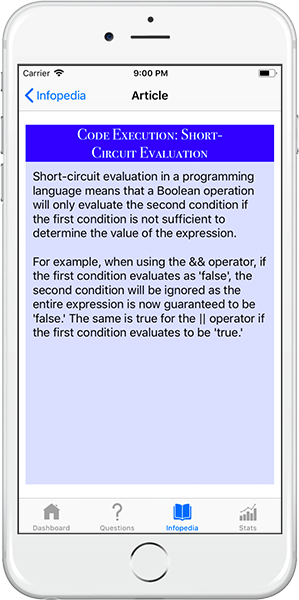 Carrier 9:00 PM
Infopedia Article
Code Execution: Short-
Circuit Evaluation
Short-circuit evaluation in a programming
language means that a Boolean operation
will only evaluate the second condition if
the first condition is not sufficient to
determine the value of the expression.
For example, when using the && operator, if
the first condition evaluates as 'false', the
second condition will be ignored as the
entire expression is now guaranteed to be
'false.' The same is true for the || operator if
the first condition evaluates to be 'true.'
Dashboard Questions Infopedia Stats